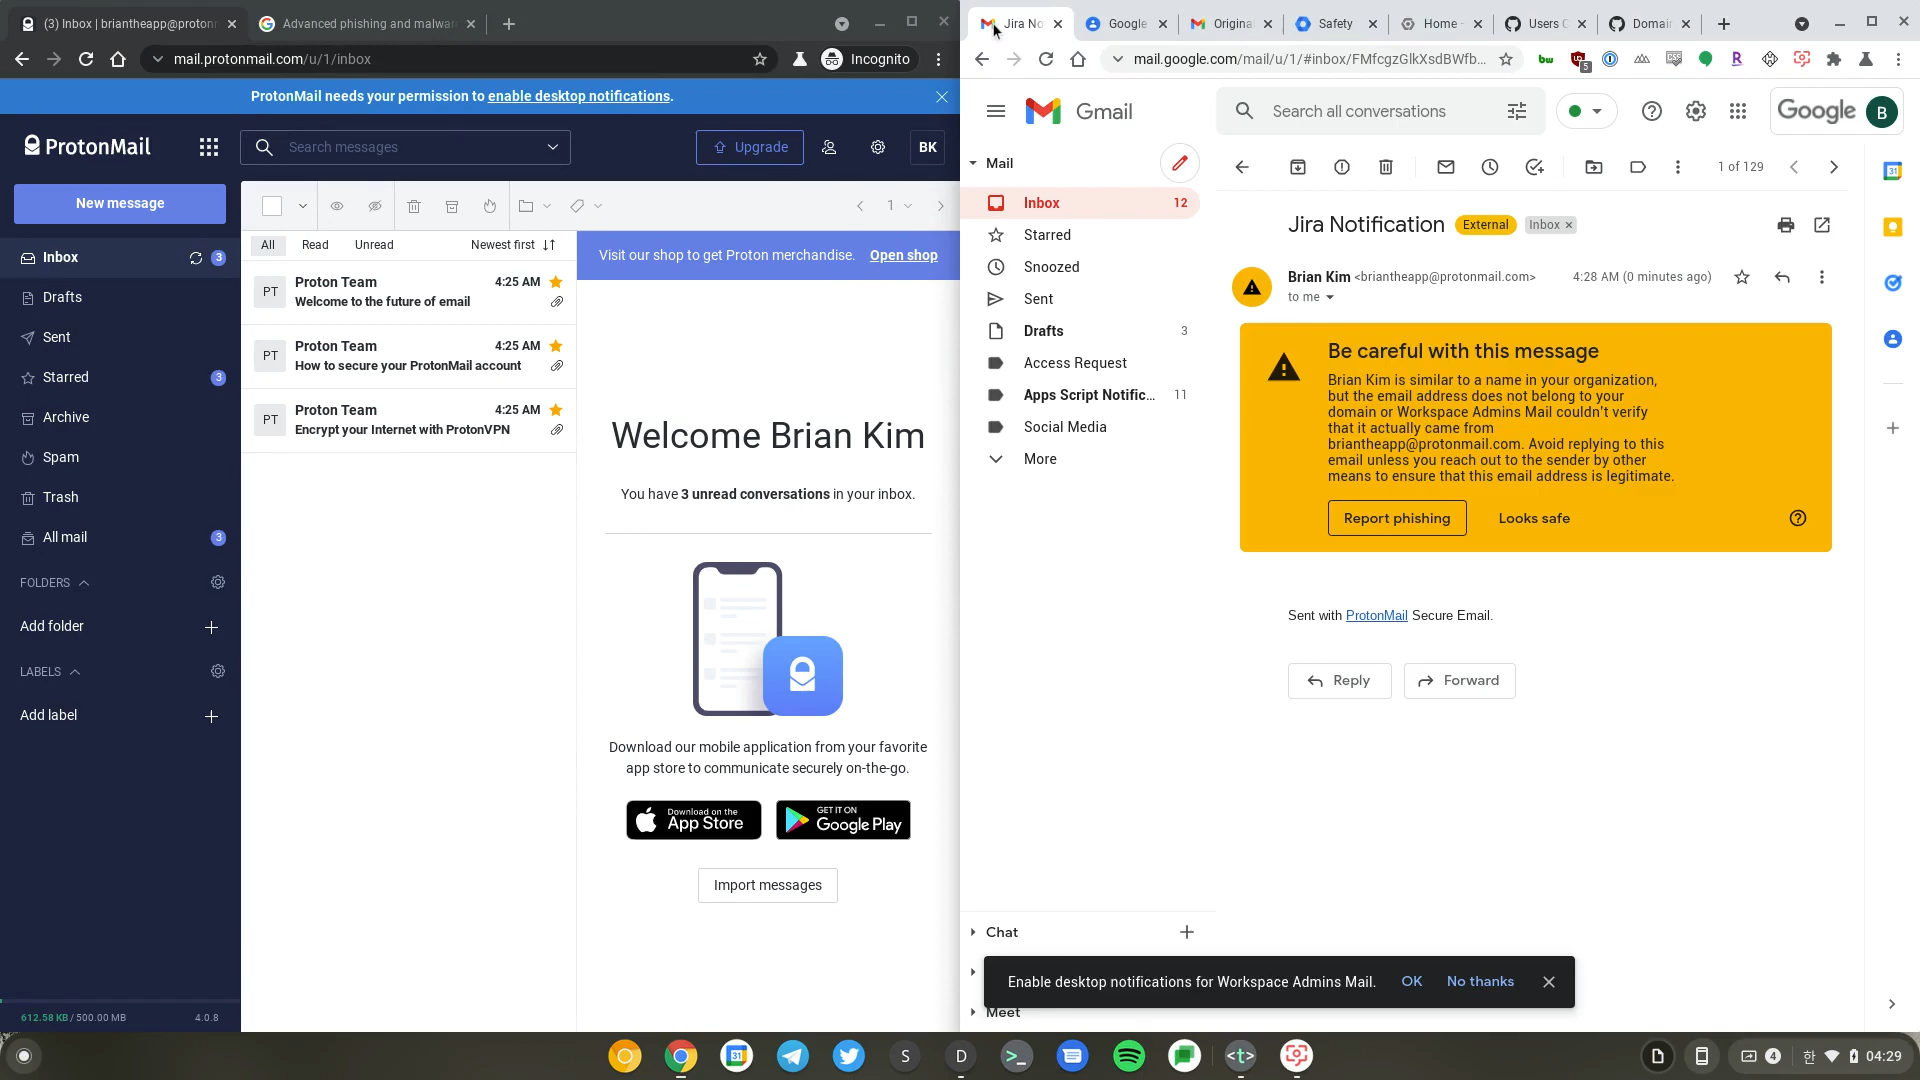 (3) Inbox | briantheapp@proton
Advanced phishing and malwar
mail.protonmail.com/u/1/inbox
Incognito
ProtonMail needs your permission to enable desktop notifications.
ProtonMail
Search messages
Upgrade
BK
New message
Inbox
3
Drafts
Sent
Starred
3
Archive
Spam
Trash
All mail
3
FOLDERS
Add folder
LABELS
Add label
612.58 KB / 500.00 MB
4.0.8
1
All
Read
Unread
Newest first
PT
Proton Team
4:25 AM
Welcome to the future of email
PT
Proton Team
4:25 AM
How to secure your ProtonMail account
PT
Proton Team
4:25 AM
Encrypt your Internet with ProtonVPN
Visit our shop to get Proton merchandise. Open shop
Welcome Brian Kim
You have 3 unread conversations in your inbox.
Download our mobile application from your favorite
app store to communicate securely on-the-go.
Download on the
App Store
GET IT ON
Google Play
Import messages
Jira No
Google
Origina
Safety
Home -
Users
Domai
mail.google.com/mail/u/1/#inbox/FMfcgzGlkXsdBWfb...
bw
5
R
Gmail
Search all conversations
Google
B
Mail
1 of 129
31
Inbox
12
Starred
Snoozed
Sent
Drafts
3
Access Request
Apps Script Notific...
11
Social Media
More
Jira Notification
External
Inbox
Brian Kim <briantheapp@protonmail.com>
4:28 AM (0 minutes ago)
to me
Be careful with this message
Brian Kim is similar to a name in your organization,
but the email address does not belong to your
domain or Workspace Admins Mail couldn't verify
that it actually came from
briantheapp@protonmail.com. Avoid replying to this
email unless you reach out to the sender by other
means to ensure that this email address is legitimate.
Report phishing
Looks safe
Sent with ProtonMail Secure Email.
Reply
Forward
Chat
Enable desktop notifications for Workspace Admins Mail.
OK
No thanks
Meet
31
S
D
>_
<t>
4
한
04:29